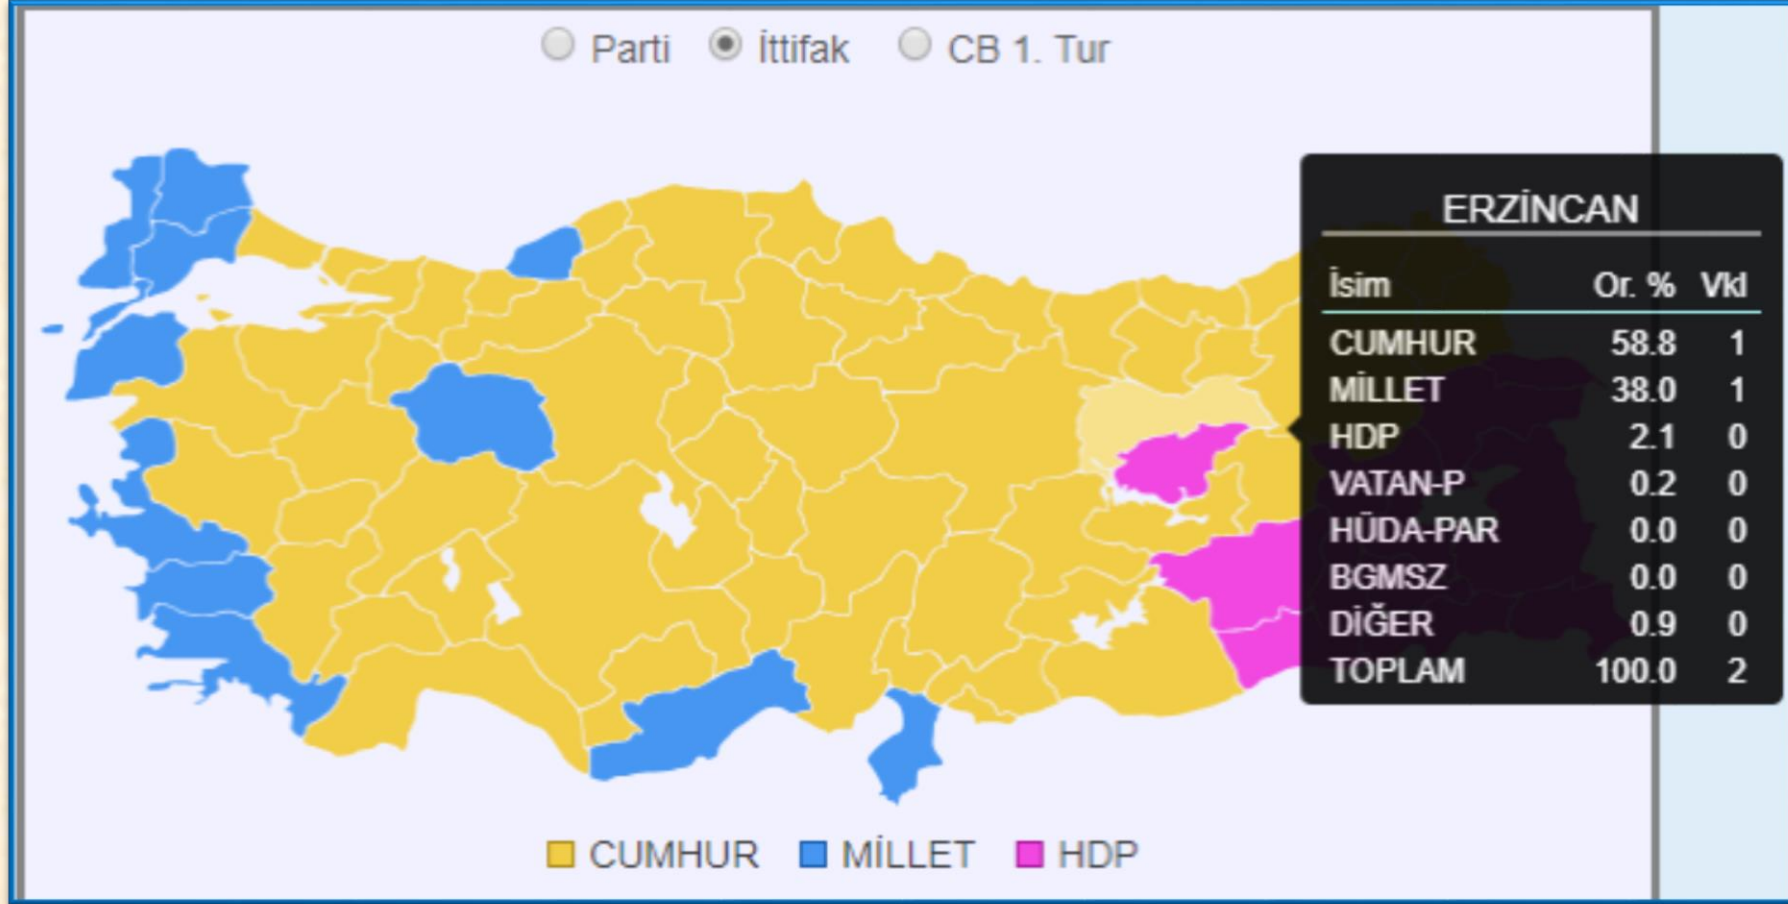 Parti İttifak CB 1. Tur
ERZİNCAN
İsim Or. % Vkl
CUMHUR 58.8 1
MİLLET 38.0 1
HDP 2.1 0
VATAN-P 0.2 0
HÜDA-PAR 0.0 0
BGMSZ 0.0 0
DİĞER 0.9 0
TOPLAM 100.0 2
CUMHUR MİLLET HDP